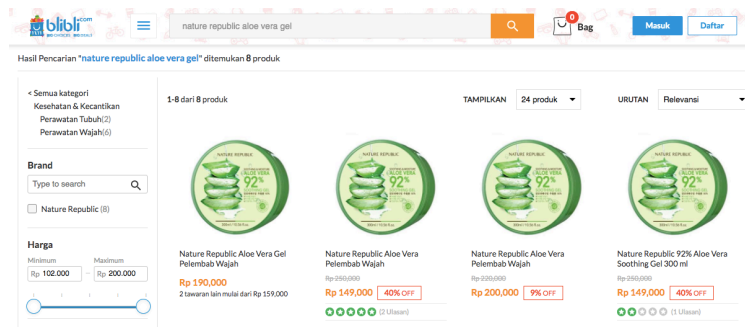 blibli.com
BIG CHOICES BIG DEALS
nature republic aloe vera gel
0
Bag
Masuk
Daftar
Hasil Pencarian "nature republic aloe vera gel" ditemukan 8 produk
< Semua kategori
Kesehatan & Kecantikan
Perawatan Tubuh(2)
Perawatan Wajah(6)
Brand
Type to search
Nature Republic (8)
Harga
Minimum
Maximum
Rp 102.000
Rp 200.000
1-8 dari 8 produk
TAMPILKAN
24 produk
URUTAN
Relevansi
NATURE REPUBLIC
ALOE VERA
92%
Nature Republic Aloe Vera Gel
Pelembab Wajah
Rp 190,000
2 tawaran lain mulai dari Rp 159,000
NATURE REPUBLIC
ALOE VERA
92%
Nature Republic Aloe Vera
Pelembab Wajah
Rp 250,000
Rp 149,000
40% OFF
(2 Ulasan)
NATURE REPUBLIC
ALOE VERA
92%
Nature Republic Aloe Vera
Pelembab Wajah
Rp 220,000
Rp 200,000
9% OFF
NATURE REPUBLIC
ALOE VERA
92%
Nature Republic 92% Aloe Vera
Soothing Gel 300 ml
Rp 250,000
Rp 149,000
40% OFF
(1 Ulasan)